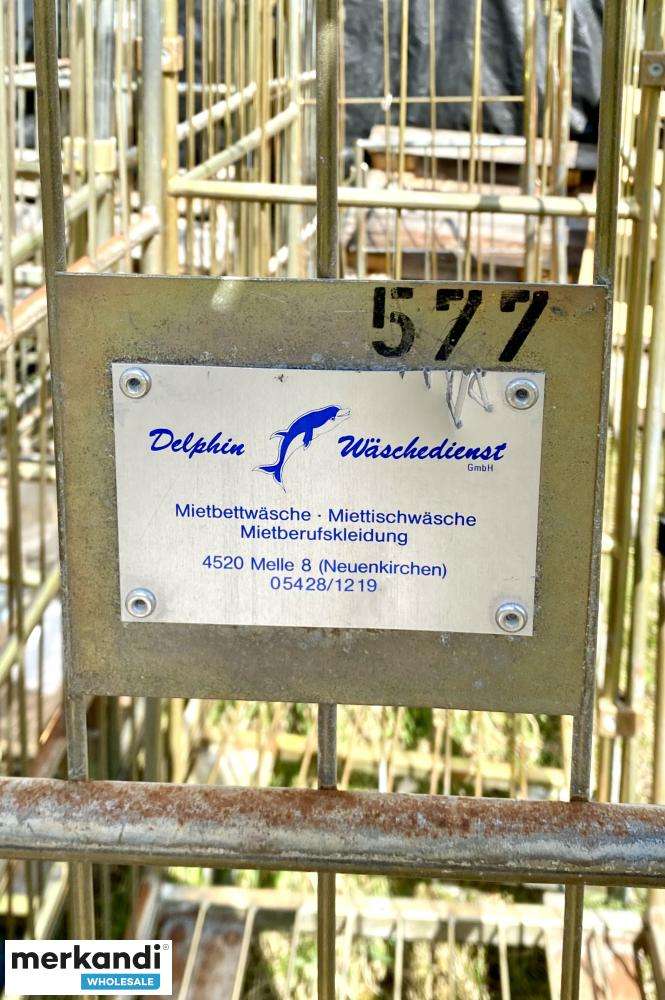 577
Delphin Wäschedienst
GmbH
Mietbettwäsche · Miettischwäsche
Mietberufskleidung
4520 Melle 8 (Neuenkirchen)
05428/1219
merkandi®
WHOLESALE